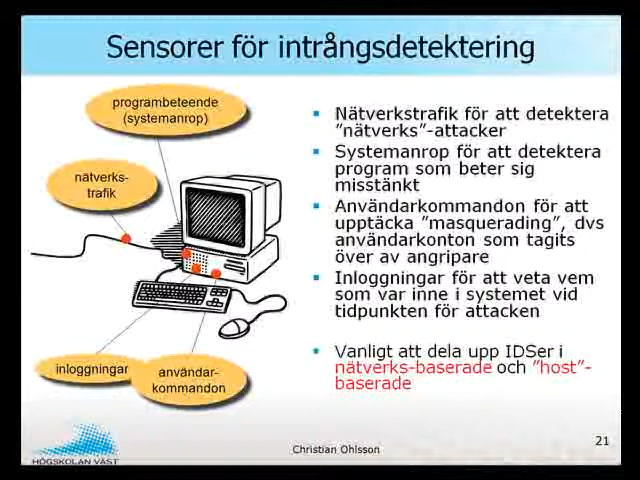 Sensorer för intrångsdetektering
programbeteende
(systemanrop)
nätverks-
trafik
inloggningar
användar-
kommandon
Nätverkstrafik för att detektera
"nätverks"-attacker
Systemanrop för att detektera
program som beter sig
misstänkt
Användarkommandon för att
upptäcka "masquerading", dvs
användarkonton som tagits
över av angripare
Inloggningar för att veta vem
som var inne i systemet vid
tidpunkten för attacken
Vanligt att dela upp IDSer i
nätverks-baserade och "host"-
baserade
HÖGSKOLAN VÄST
Christian Ohlsson
21